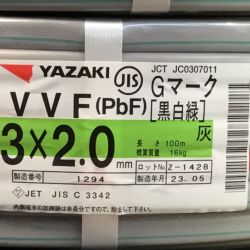 YAZAKI JIS JCT JC0307011
VVF(PbF) Gマーク
[黒白緑]
3×2.0mm 灰
長さ 100m
概算質量 16kg
ロットNo Z-1428
製造番号 1294 製造年月 23.05
JET JIS C 3342